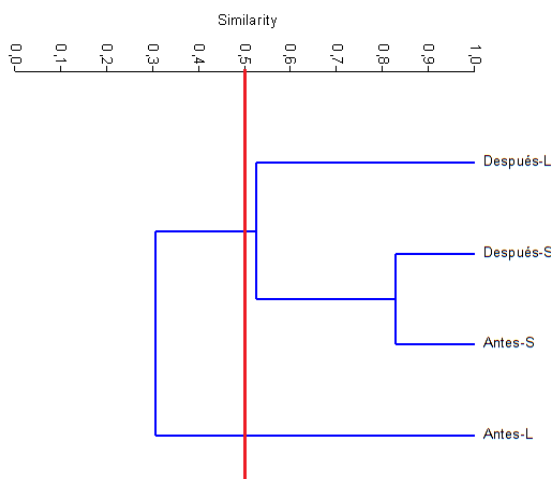 Similarity
0,0
0,1
0,2
0,3
0,4
0,5
0,6
0,7
0,8
0,9
1,0
Después-L
Después-S
Antes-S
Antes-L